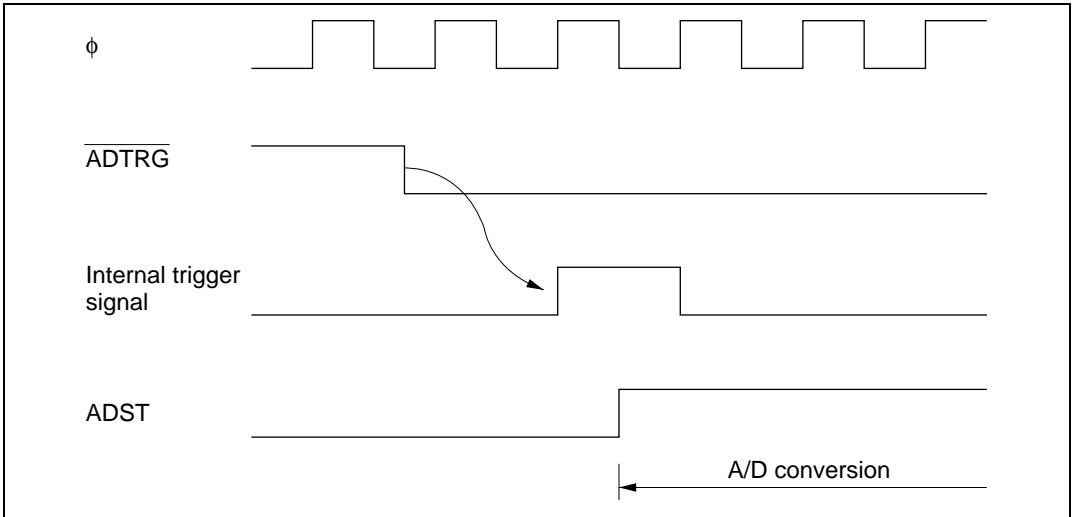 ϕ
ADTRG
Internal trigger
signal
ADST
A/D conversion